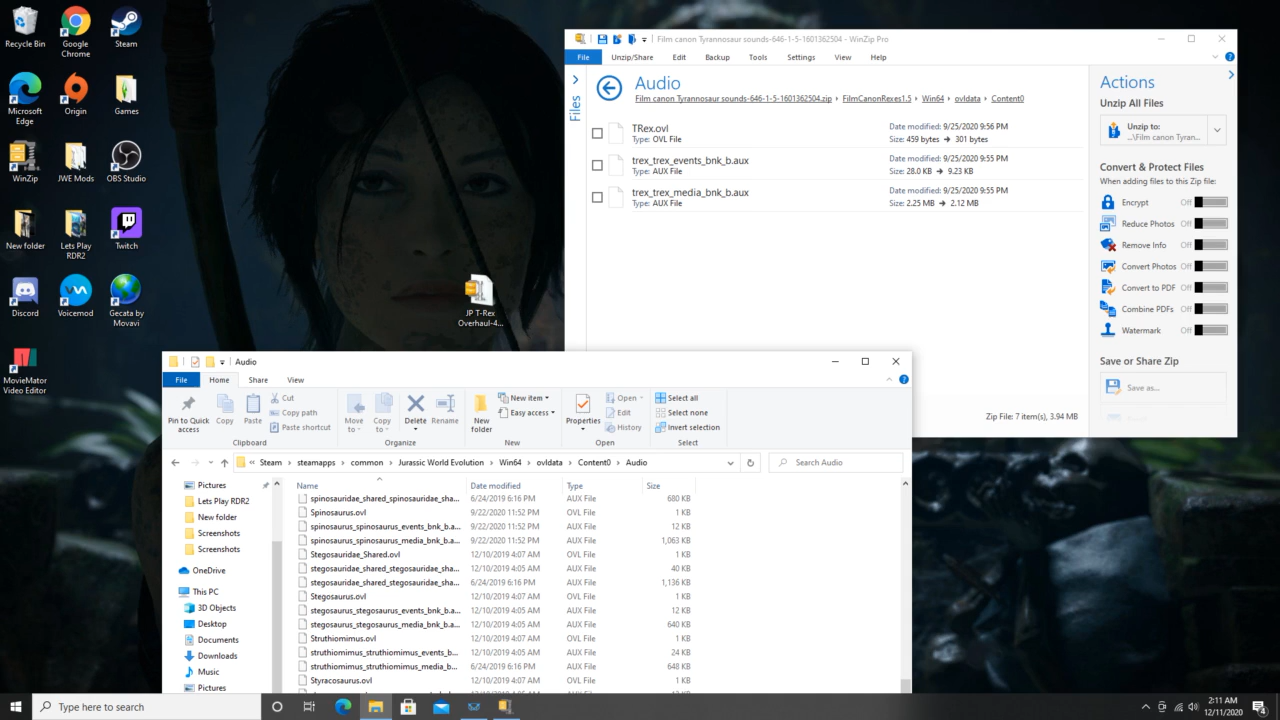 Recycle Bin
Google Chrome
Steam
Microsoft Edge
Origin
Games
WinZip
JWE Mods
OBS Studio
New folder
Lets Play RDR2
Twitch
Discord
Voicemod
Gecata by Movavi
MovieMator Video Editor
JP T-Rex Overhaul-4...
Film canon Tyrannosaur sounds-646-1-5-1601362504.zip - WinZip Pro
File Unzip/Share Edit Backup Tools Settings View Help
Files
Audio
Film canon Tyrannosaur sounds-646-1-5-1601362504.zip FilmCanonRexes1.5 Win64 ovldata Content0
TRex.ovl Date modified: 9/25/2020 9:56 PM
Type: OVL File Size: 459 bytes → 301 bytes
trex_trex_events_bnk_b.aux Date modified: 9/25/2020 9:55 PM
Type: AUX File Size: 28.0 KB → 9.23 KB
trex_trex_media_bnk_b.aux Date modified: 9/25/2020 9:55 PM
Type: AUX File Size: 2.25 MB → 2.12 MB
Actions
Unzip All Files
Unzip to:
...\Film canon Tyran...
Convert & Protect Files
When adding files to this Zip file:
Encrypt Off
Reduce Photos Off
Remove Info Off
Convert Photos Off
Convert to PDF Off
Combine PDFs Off
Watermark Off
Save or Share Zip
Save as...
Zip File: 7 item(s), 3.94 MB
Audio
File Home Share View
Pin to Quick access
Copy
Paste
Cut
Copy path
Paste shortcut
Clipboard
Move to
Copy to
Delete
Rename
Organize
New folder
New item
Easy access
New
Properties
Open
Edit
History
Open
Select all
Select none
Invert selection
Select
« Steam steamapps common Jurassic World Evolution Win64 ovldata Content0 Audio
Search Audio
Pictures
Lets Play RDR2
New folder
Screenshots
Screenshots
OneDrive
This PC
3D Objects
Desktop
Documents
Downloads
Music
Pictures
Name Date modified Type Size
spinosauridae_shared_spinosauridae_sha... 6/24/2019 6:16 PM AUX File 680 KB
Spinosaurus.ovl 9/22/2020 11:52 PM OVL File 1 KB
spinosaurus_spinosaurus_events_bnk_b.a... 9/22/2020 11:52 PM AUX File 12 KB
spinosaurus_spinosaurus_media_bnk_b.a... 9/22/2020 11:52 PM AUX File 1,063 KB
Stegosauridae_Shared.ovl 12/10/2019 4:07 AM OVL File 1 KB
stegosauridae_shared_stegosauridae_sha... 12/10/2019 4:05 AM AUX File 40 KB
stegosauridae_shared_stegosauridae_sha... 6/24/2019 6:16 PM AUX File 1,136 KB
Stegosaurus.ovl 12/10/2019 4:07 AM OVL File 1 KB
stegosaurus_stegosaurus_events_bnk_b.a... 12/10/2019 4:05 AM AUX File 12 KB
stegosaurus_stegosaurus_media_bnk_b.a... 12/10/2019 4:05 AM AUX File 640 KB
Struthiomimus.ovl 12/10/2019 4:07 AM OVL File 1 KB
struthiomimus_struthiomimus_events_b... 12/10/2019 4:05 AM AUX File 24 KB
struthiomimus_struthiomimus_media_b... 6/24/2019 6:16 PM AUX File 648 KB
Styracosaurus.ovl 12/10/2019 4:07 AM OVL File 1 KB
Type here to search
2:11 AM
12/11/2020
4